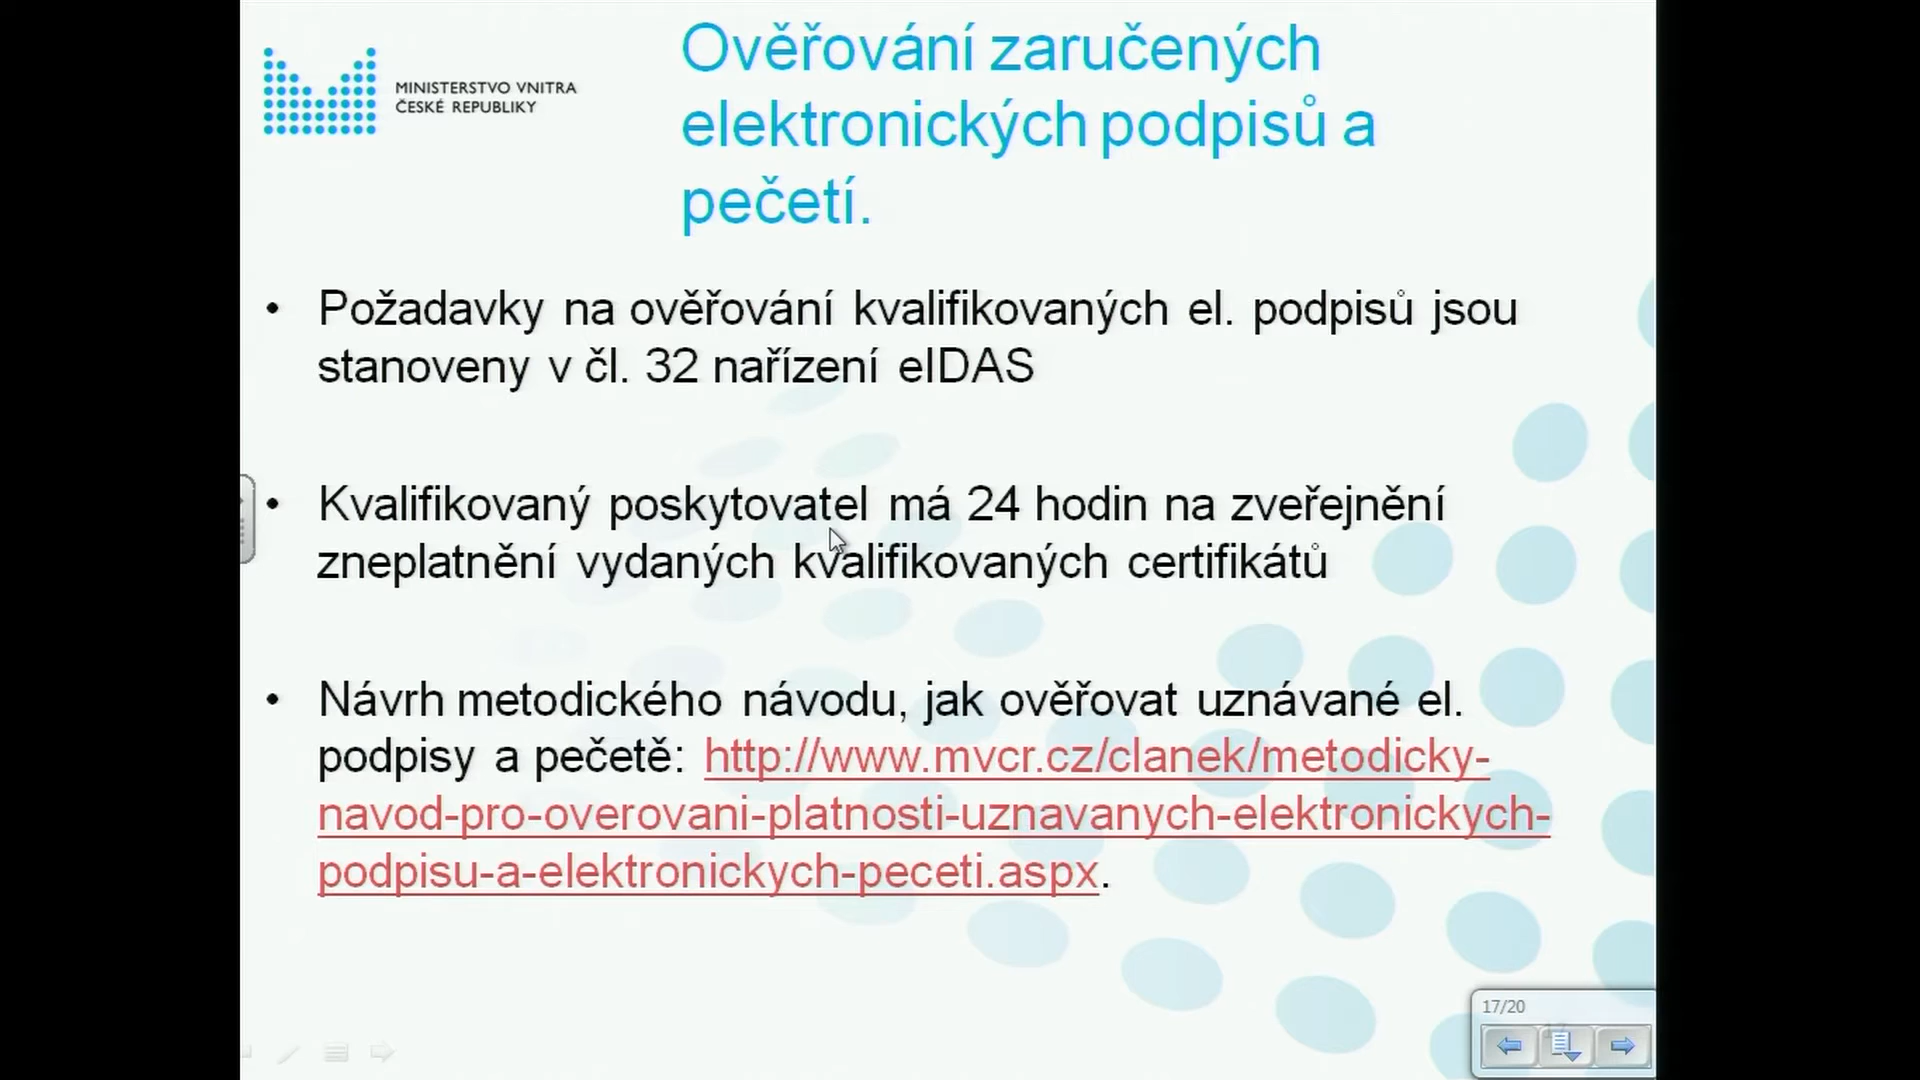 MINISTERSTVO VNITRA
ČESKÉ REPUBLIKY
Ověřování zaručených
elektronických podpisů a
pečetí.
• Požadavky na ověřování kvalifikovaných el. podpisů jsou
stanoveny v čl. 32 nařízení eIDAS
• Kvalifikovaný poskytovatel má 24 hodin na zveřejnění
zneplatnění vydaných kvalifikovaných certifikátů
• Návrh metodického návodu, jak ověřovat uznávané el.
podpisy a pečetě: http://www.mvcr.cz/clanek/metodicky-
navod-pro-overovani-platnosti-uznavanych-elektronickych-
podpisu-a-elektronickych-peceti.aspx.
17/20